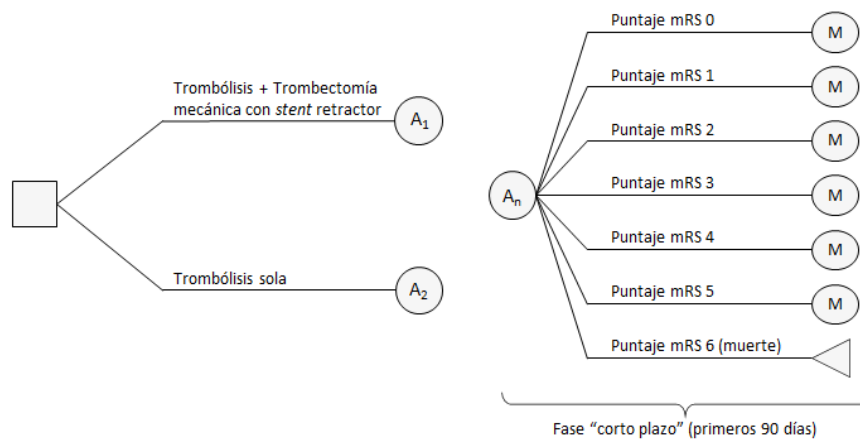 Trombólisis + Trombectomía
mecánica con stent retractor
A1
Trombólisis sola
A2
An
Puntaje mRS 0
M
Puntaje mRS 1
M
Puntaje mRS 2
M
Puntaje mRS 3
M
Puntaje mRS 4
M
Puntaje mRS 5
M
Puntaje mRS 6 (muerte)
Fase “corto plazo” (primeros 90 días)